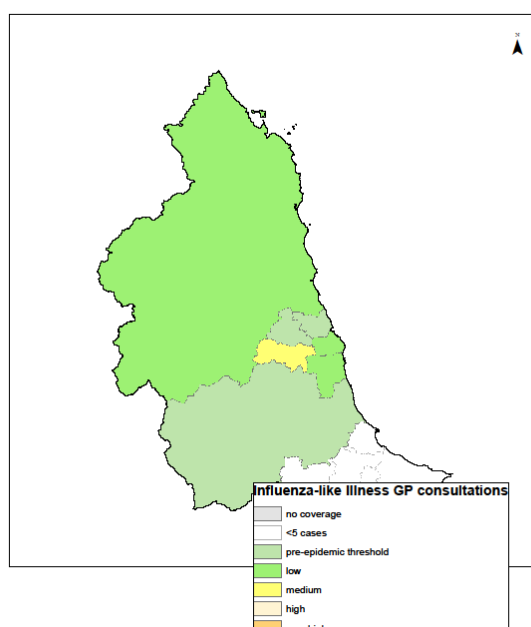 N
Influenza-like Illness GP consultations
no coverage
<5 cases
pre-epidemic threshold
low
medium
high